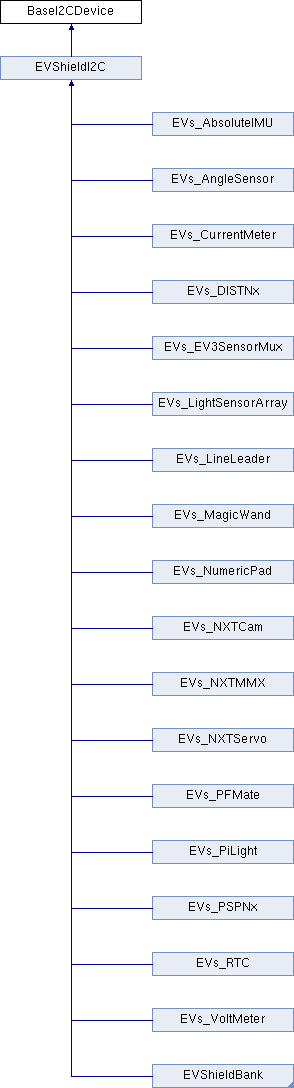 BaseI2CDevice
EVShieldI2C
EVs_AbsoluteIMU
EVs_AngleSensor
EVs_CurrentMeter
EVs_DISTNx
EVs_EV3SensorMux
EVs_LightSensorArray
EVs_LineLeader
EVs_MagicWand
EVs_NumericPad
EVs_NXTCam
EVs_NXTMMX
EVs_NXTServo
EVs_PFMate
EVs_PiLight
EVs_PSPNx
EVs_RTC
EVs_VoltMeter
EVShieldBank